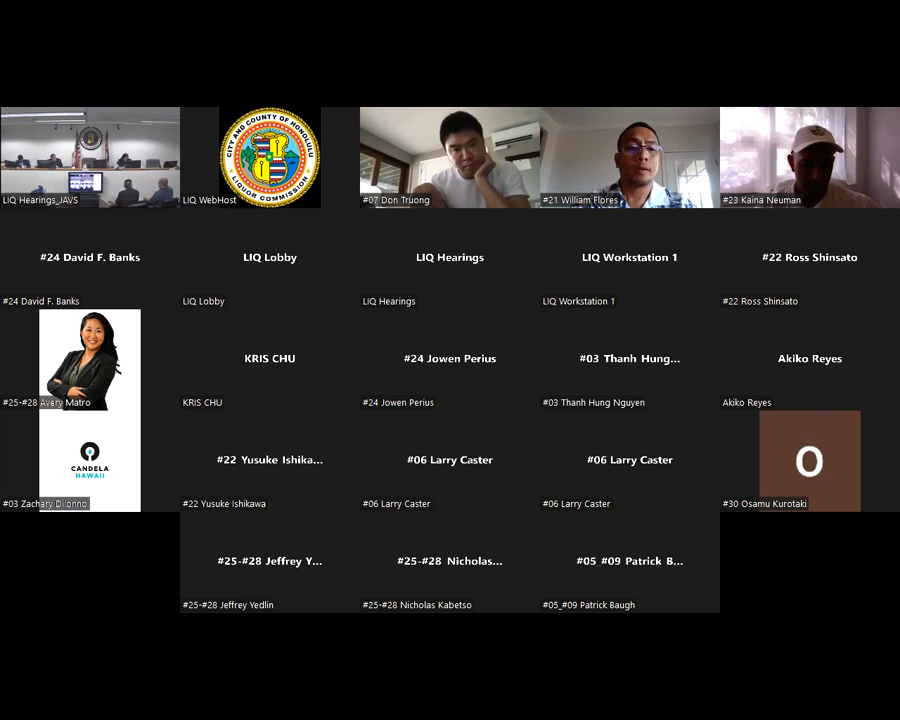 CITY AND COUNTY OF HONOLULU
LIQUOR COMMISSION
LIQ Hearings_JAVS
LIQ WebHost
#07 Don Truong
#21 William Flores
#23 Kaina Neuman
#24 David F. Banks
LIQ Lobby
LIQ Hearings
LIQ Workstation 1
#22 Ross Shinsato
#24 David F. Banks
LIQ Lobby
LIQ Hearings
LIQ Workstation 1
#22 Ross Shinsato
KRIS CHU
#24 Jowen Perius
#03 Thanh Hung...
Akiko Reyes
#25-#28 Avery Matro
KRIS CHU
#24 Jowen Perius
#03 Thanh Hung Nguyen
Akiko Reyes
CANDELA
HAWAII
#22 Yusuke Ishika...
#06 Larry Caster
#06 Larry Caster
O
#03 Zachary DiIonno
#22 Yusuke Ishikawa
#06 Larry Caster
#06 Larry Caster
#30 Osamu Kurotaki
#25-#28 Jeffrey Y...
#25-#28 Nicholas...
#05_#09 Patrick B...
#25-#28 Jeffrey Yedlin
#25-#28 Nicholas Kabetso
#05_#09 Patrick Baugh